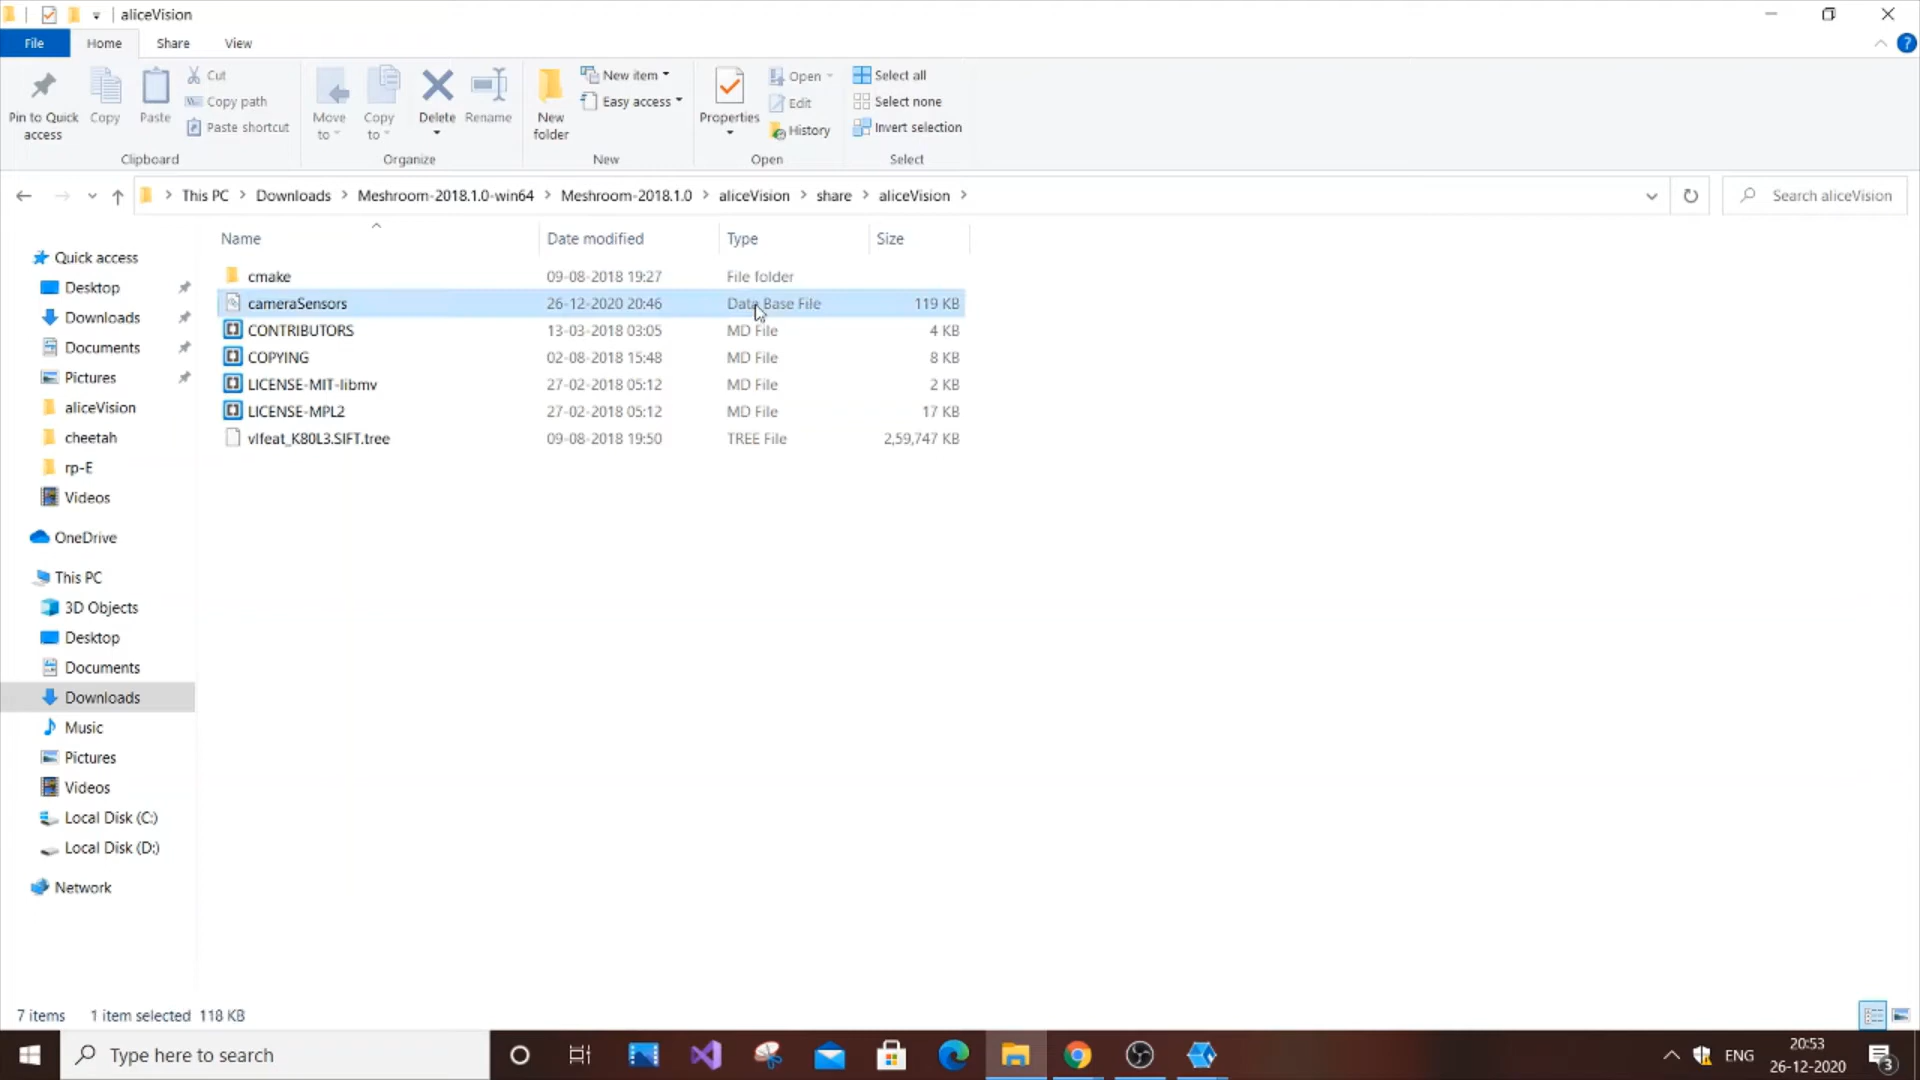 aliceVision
File Home Share View
Pin to Quick access
Copy
Paste
Cut
Copy path
Paste shortcut
Clipboard
Move to
Copy to
Delete
Rename
Organize
New folder
New item
Easy access
New
Properties
Open
Edit
History
Open
Select all
Select none
Invert selection
Select
This PC > Downloads > Meshroom-2018.1.0-win64 > Meshroom-2018.1.0 > aliceVision > share > aliceVision >
Search aliceVision
Name Date modified Type Size
cmake 09-08-2018 19:27 File folder
cameraSensors 26-12-2020 20:46 Data Base File 119 KB
CONTRIBUTORS 13-03-2018 03:05 MD File 4 KB
COPYING 02-08-2018 15:48 MD File 8 KB
LICENSE-MIT-libmv 27-02-2018 05:12 MD File 2 KB
LICENSE-MPL2 27-02-2018 05:12 MD File 17 KB
vlfeat_K80L3.SIFT.tree 09-08-2018 19:50 TREE File 2,59,747 KB
Quick access
Desktop
Downloads
Documents
Pictures
aliceVision
cheetah
rp-E
Videos
OneDrive
This PC
3D Objects
Desktop
Documents
Downloads
Music
Pictures
Videos
Local Disk (C:)
Local Disk (D:)
Network
7 items 1 item selected 118 KB
Type here to search
ENG
20:53
26-12-2020
3